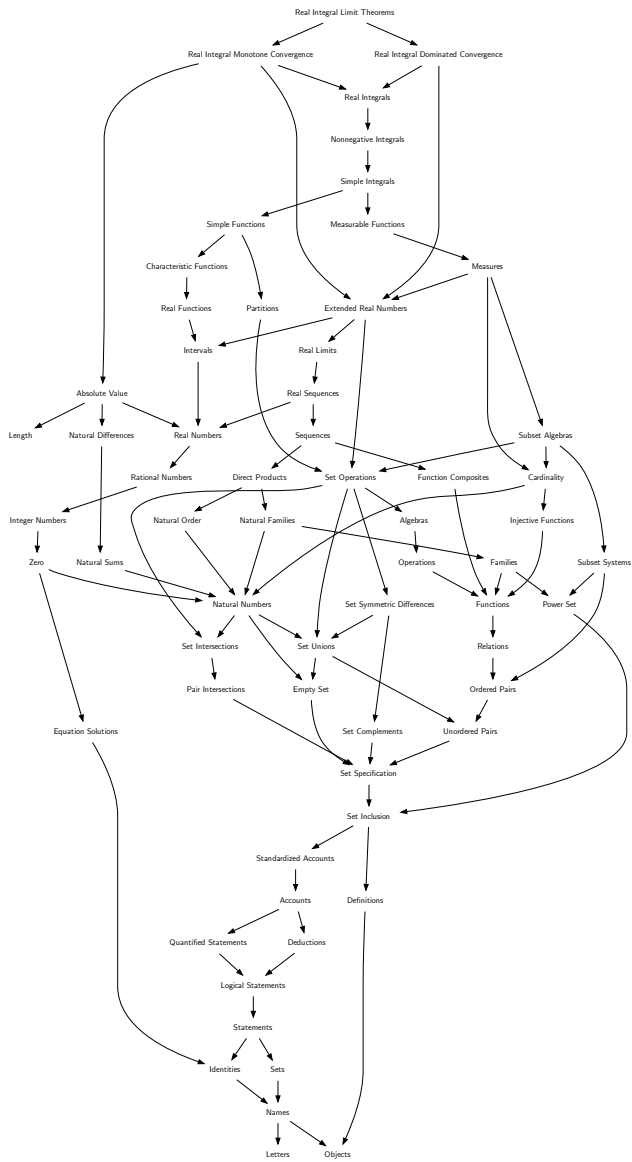 Real Integral Limit Theorems
Real Integral Monotone Convergence
Real Integral Dominated Convergence
Real Integrals
Nonnegative Integrals
Simple Integrals
Simple Functions
Measurable Functions
Characteristic Functions
Measures
Real Functions
Partitions
Extended Real Numbers
Intervals
Real Limits
Absolute Value
Real Sequences
Length
Natural Differences
Real Numbers
Sequences
Subset Algebras
Rational Numbers
Direct Products
Set Operations
Function Composites
Cardinality
Integer Numbers
Natural Order
Natural Families
Algebras
Injective Functions
Zero
Natural Sums
Operations
Families
Subset Systems
Natural Numbers
Set Symmetric Differences
Functions
Power Set
Set Intersections
Set Unions
Relations
Pair Intersections
Empty Set
Ordered Pairs
Equation Solutions
Set Complements
Unordered Pairs
Set Specification
Set Inclusion
Standardized Accounts
Accounts
Definitions
Quantified Statements
Deductions
Logical Statements
Statements
Identities
Sets
Names
Letters
Objects